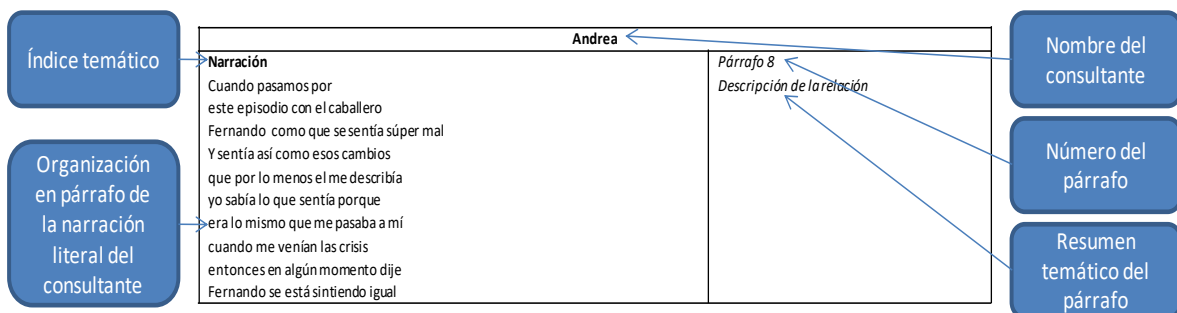 Índice temático
Organización
en párrafo de
la narración
literal del
consultante
Andrea
Narración
Cuando pasamos por
este episodio con el caballero
Fernando como que se sentía súper mal
Y sentía así como esos cambios
que por lo menos el me describía
yo sabía lo que sentía porque
era lo mismo que me pasaba a mí
cuando me venían las crisis
entonces en algún momento dije
Fernando se está sintiendo igual
Párrafo 8
Descripción de la relación
Nombre del
consultante
Número del
párrafo
Resumen
temático del
párrafo